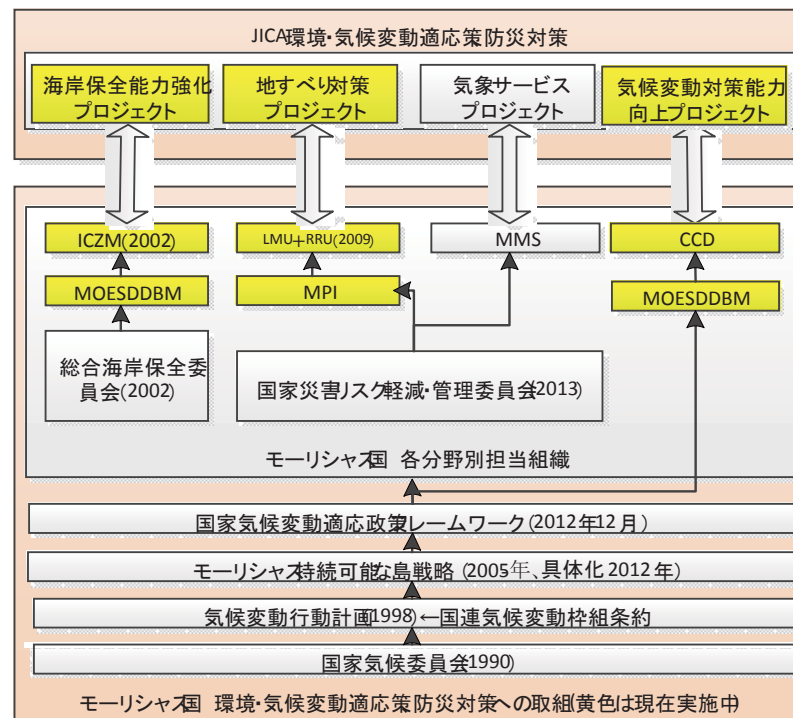 JICA環境・気候変動適応策防災対策
海岸保全能力強化
プロジェクト
地すべり対策
プロジェクト
気象サービス
プロジェクト
気候変動対策能力
向上プロジェクト
ICZM(2002)
LMU+RRU(2009)
MMS
CCD
MOESDDBM
MPI
MOESDDBM
総合海岸保全委
員会(2002)
国家災害リスク軽減・管理委員会(2013)
モーリシャス国 各分野別担当組織
国家気候変動適応政策フレームワーク(2012年12月)
モーリシャス持続可能な島戦略(2005年、具体化2012年)
気候変動行動計画(1998)←国連気候変動枠組条約
国家気候委員会(1990)
モーリシャス国 環境・気候変動適応策防災対策への取組(黄色は現在実施中)